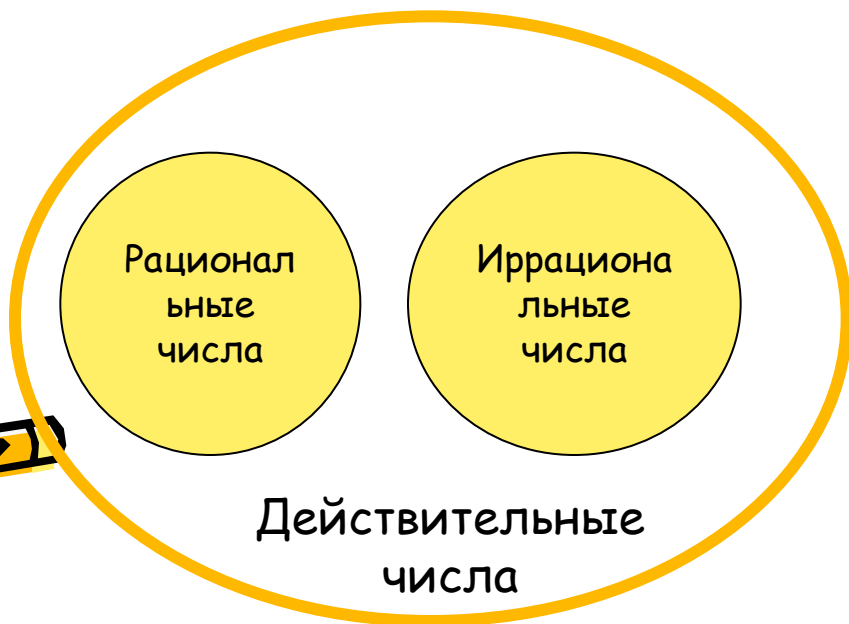 Рационал
ьные
числа
Иррациона
льные
числа
Действительные
числа